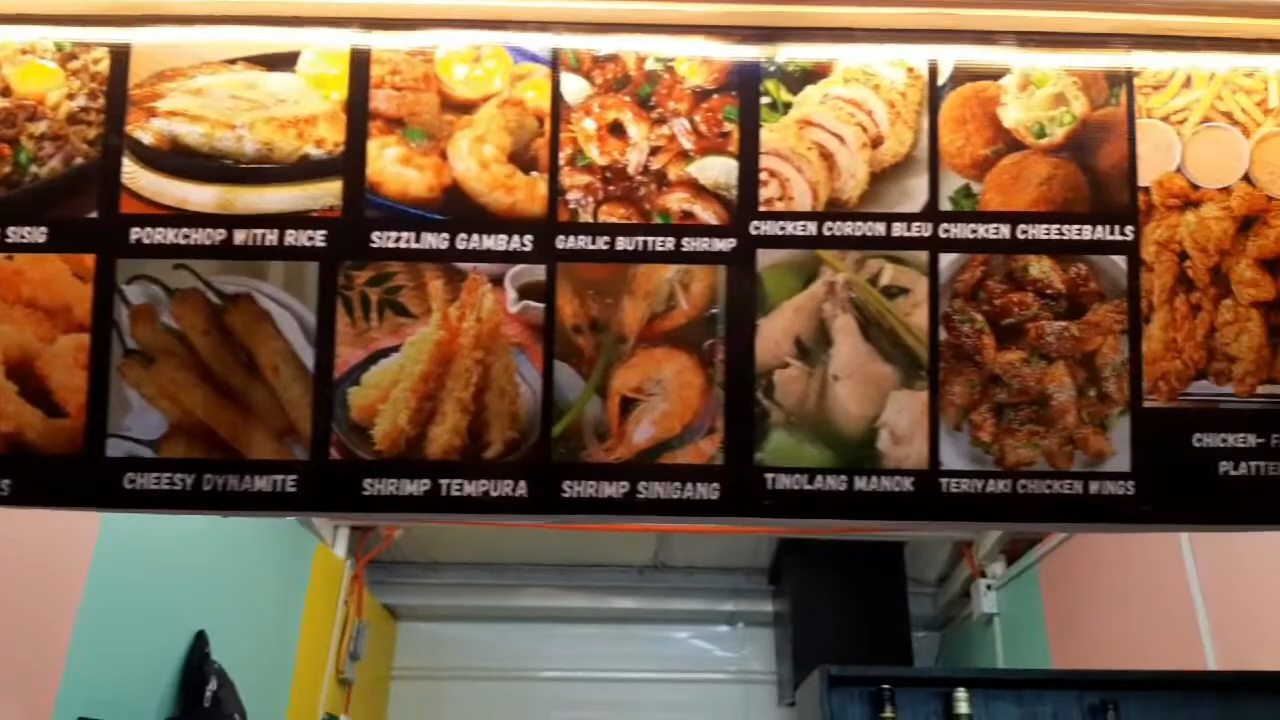 SISIG
PORKCHOP WITH RICE
SIZZLING GAMBAS
GARLIC BUTTER SHRIMP
CHICKEN CORDON BLEU
CHICKEN CHEESEBALLS
CHEESY DYNAMITE
SHRIMP TEMPURA
SHRIMP SINIGANG
TINOLANG MANOK
TERIYAKI CHICKEN WINGS
CHICKEN-
PLATTE